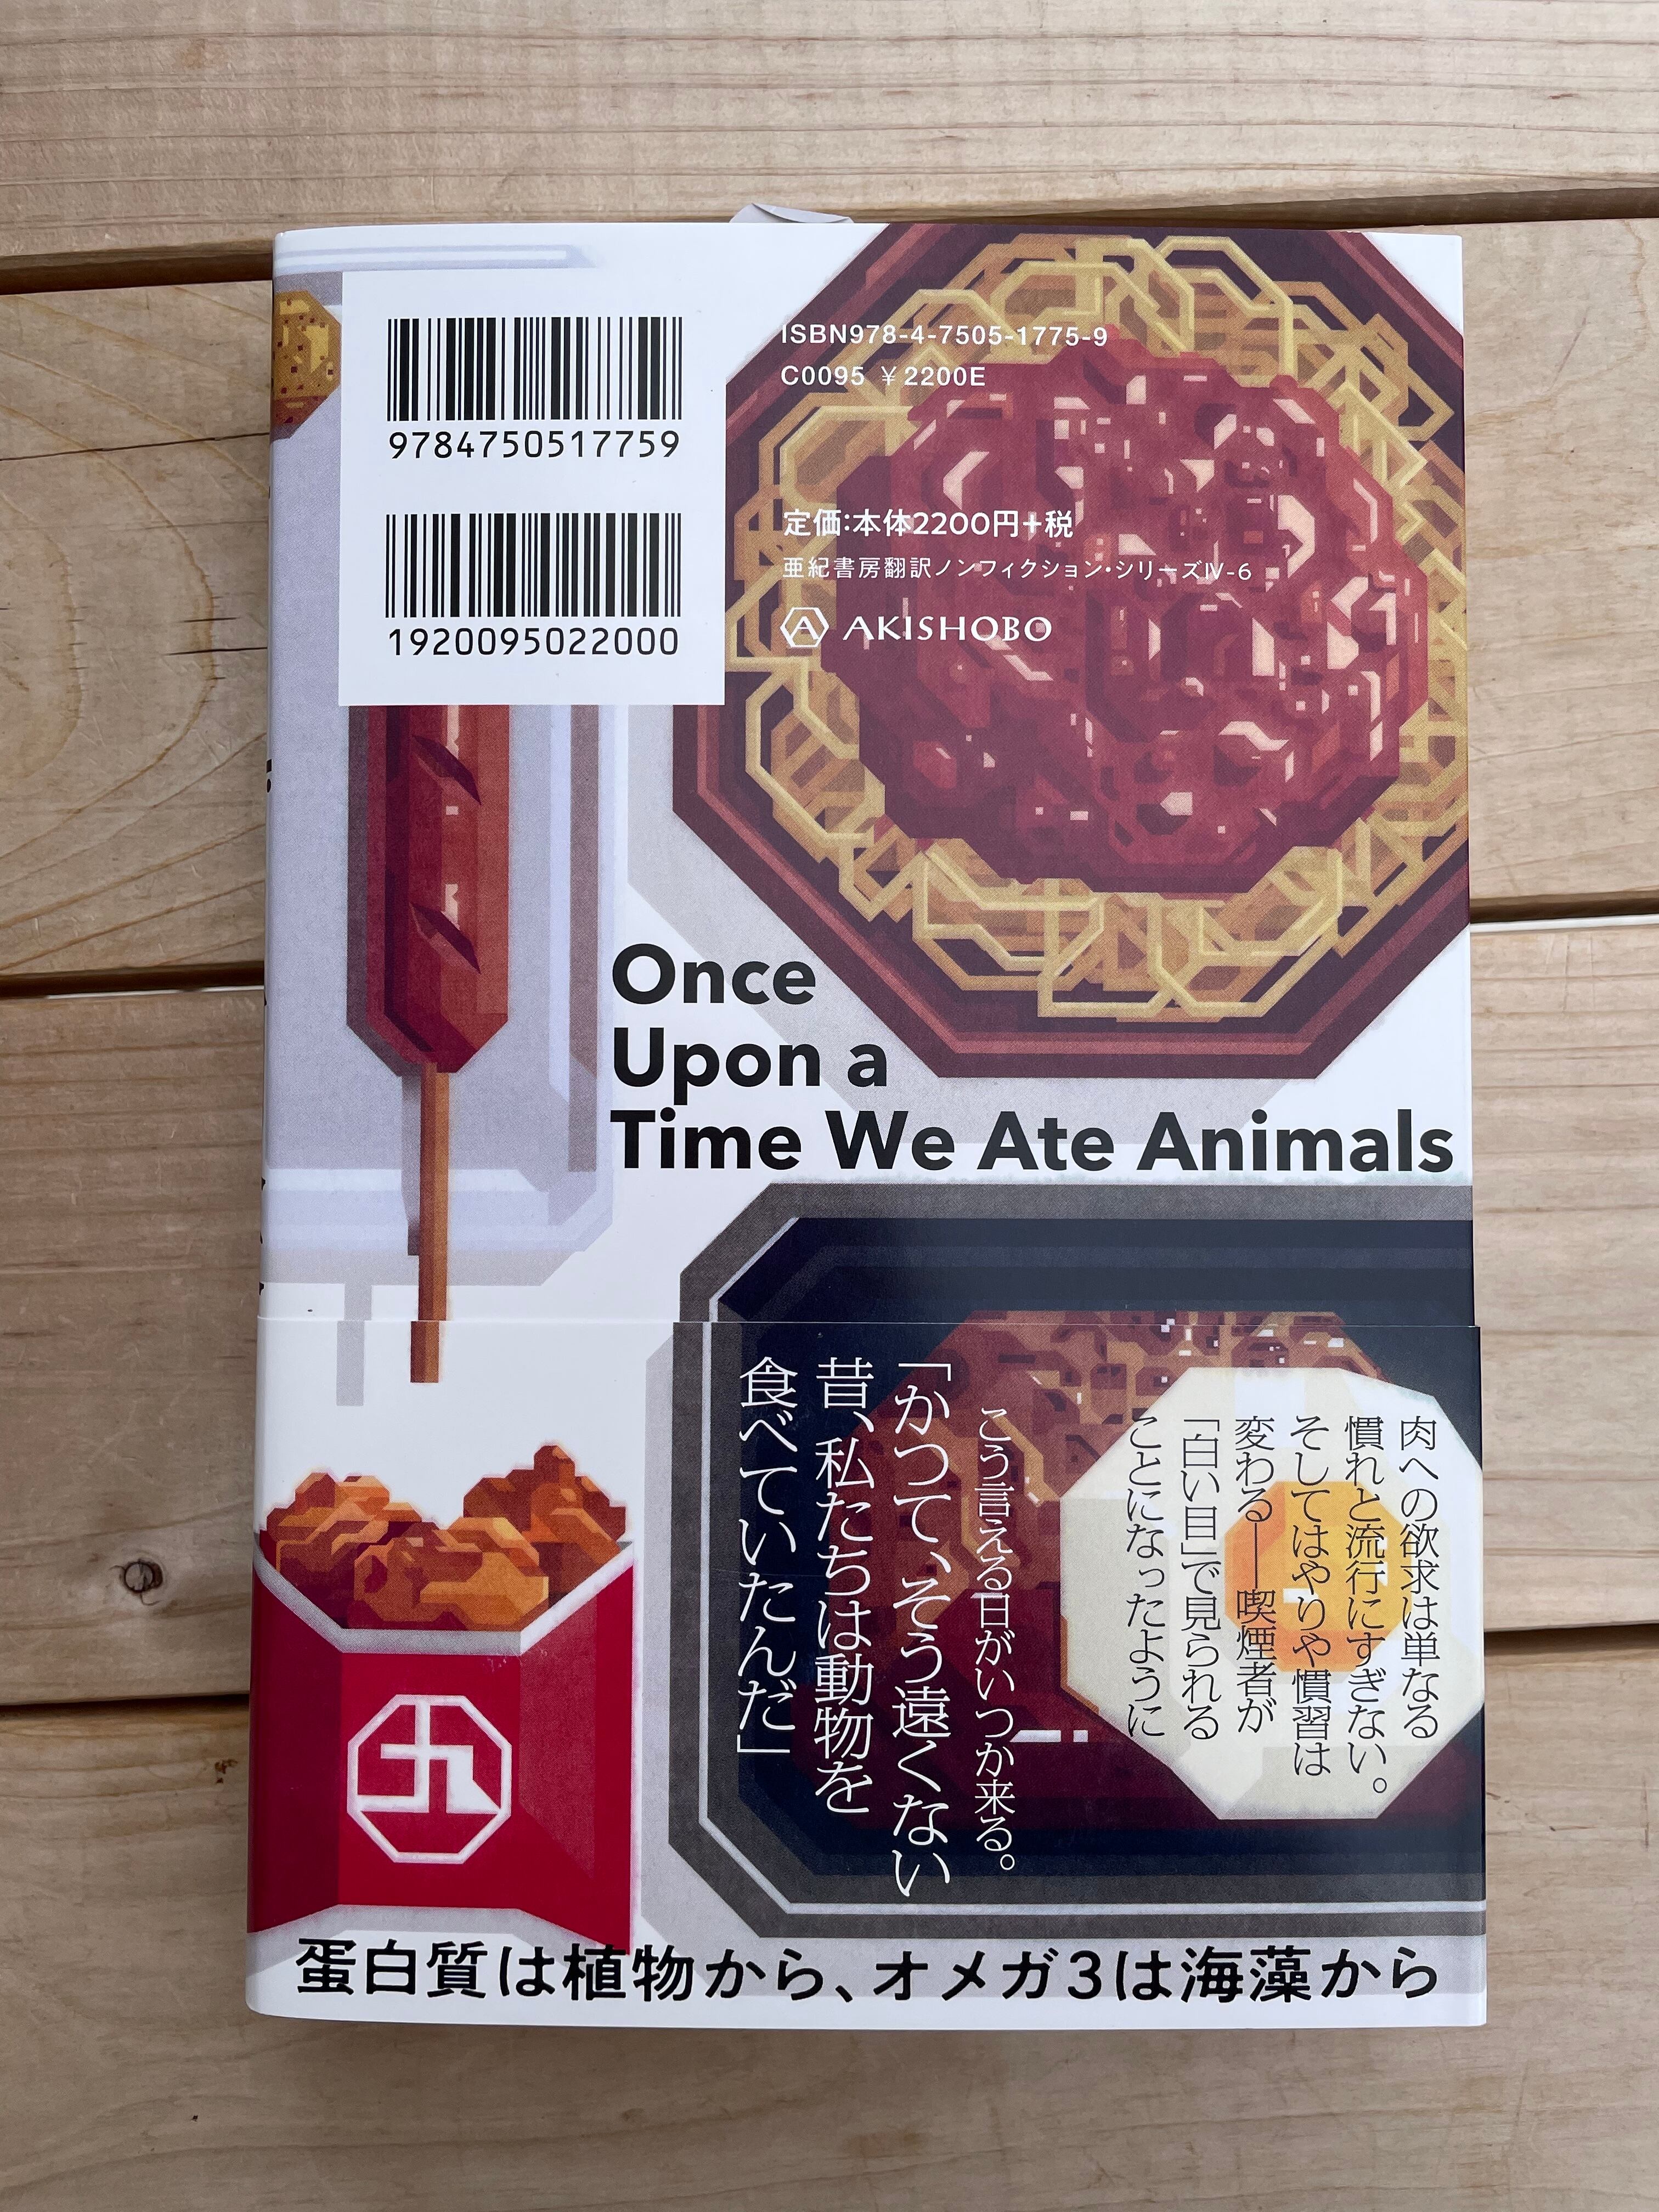 9784750517759
1920095022000
ISBN978-4-7505-1775-9
C0095 ￥2200E
定価:本体2200円+税
亜紀書房翻訳ノンフィクション・シリーズⅣ-6
AKISHOBO
Once
Upon a
Time We Ate Animals
肉への欲求は単なる
慣れと流行にすぎない。
そしてはやりや慣習は
変わる——喫煙者が
「白い目」で見られる
ことになったように
こう言える日がいつか来る。
「かつて、そう遠くない
昔、私たちは動物を
食べていたんだ」
蛋白質は植物から、オメガ3は海藻から